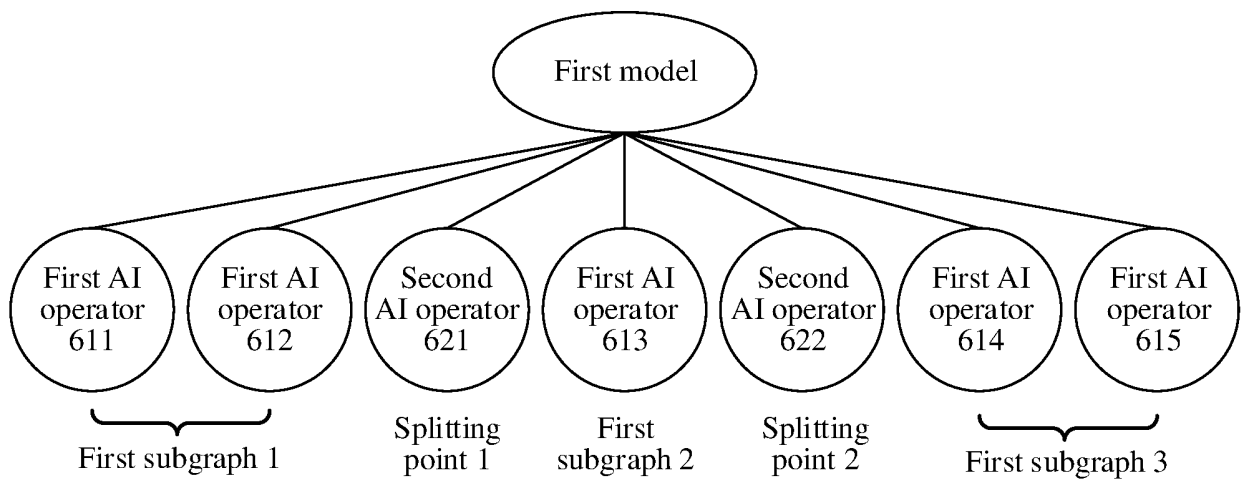 First model
First AI
operator
611
First AI
operator
612
Second
AI operator
621
First AI
operator
613
Second
AI operator
622
First AI
operator
614
First AI
operator
615
First subgraph 1
Splitting
point 1
First
subgraph 2
Splitting
point 2
First subgraph 3